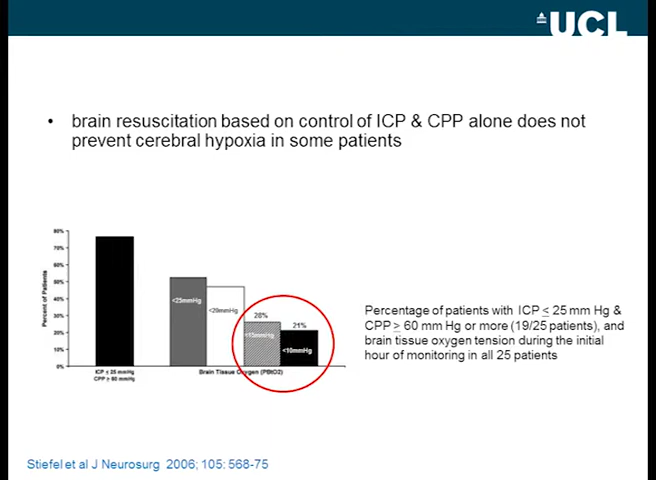 UCL
• brain resuscitation based on control of ICP & CPP alone does not
prevent cerebral hypoxia in some patients
80%
70%
60%
50%
40%
30%
20%
10%
0%
Percent of Patients
<25mmHg
<20mmHg
26%
<15mmHg
21%
<10mmHg
ICP ≤ 25 mmHg
CPP ≥ 60 mmHg
Brain Tissue Oxygen (PBtO2)
Percentage of patients with ICP ≤ 25 mm Hg &
CPP ≥ 60 mm Hg or more (19/25 patients), and
brain tissue oxygen tension during the initial
hour of monitoring in all 25 patients
Stiefel et al J Neurosurg 2006; 105: 568-75